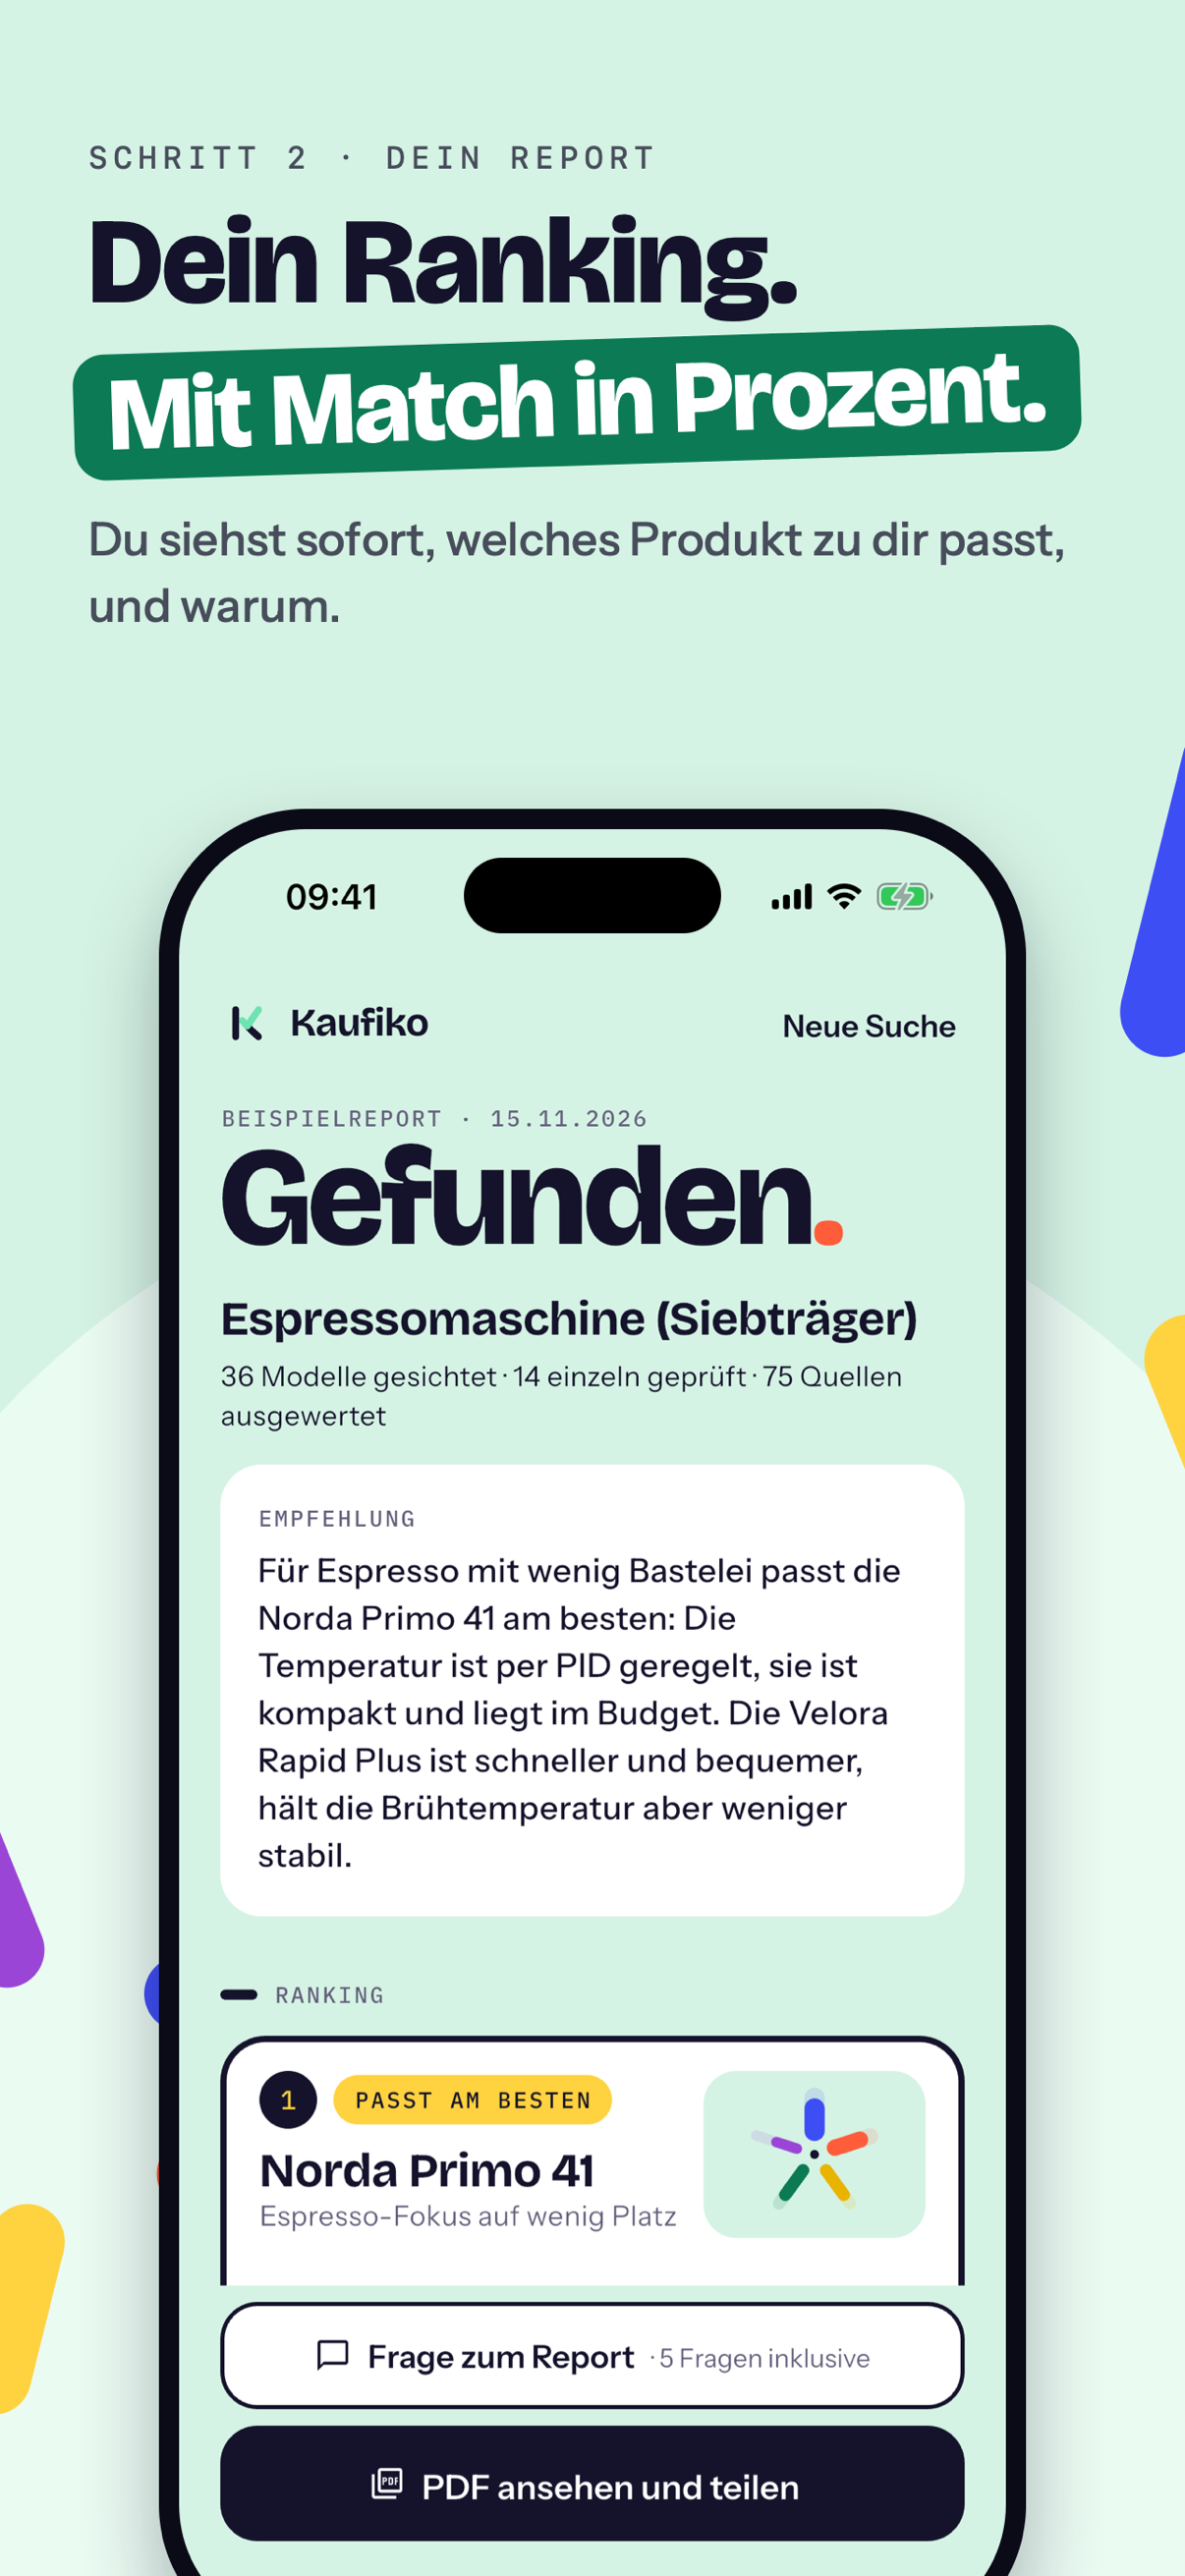 SCHRITT 2 · DEIN REPORT
Dein Ranking.
Mit Match in Prozent.
Du siehst sofort, welches Produkt zu dir passt,
und warum.
09:41
Kaufiko
Neue Suche
BEISPIELREPORT · 15.11.2026
Gefunden.
Espressomaschine (Siebträger)
36 Modelle gesichtet · 14 einzeln geprüft · 75 Quellen
ausgewertet
EMPFEHLUNG
Für Espresso mit wenig Bastelei passt die
Norda Primo 41 am besten: Die
Temperatur ist per PID geregelt, sie ist
kompakt und liegt im Budget. Die Velora
Rapid Plus ist schneller und bequemer,
hält die Brühtemperatur aber weniger
stabil.
RANKING
1 PASST AM BESTEN
Norda Primo 41
Espresso-Fokus auf wenig Platz
Frage zum Report · 5 Fragen inklusive
PDF PDF ansehen und teilen